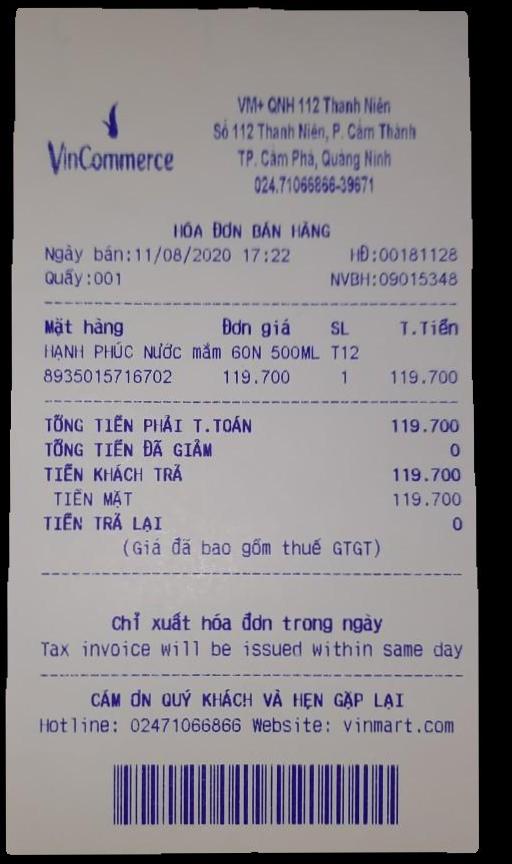 VinCommerce
VM+ QNH 112 Thanh Niên
Số 112 Thanh Niên, P. Cẩm Thành
TP. Cẩm Phả, Quảng Ninh
024.71066866-39671
HÓA ĐƠN BÁN HÀNG
Ngày bán:11/08/2020 17:22 HĐ:00181128
Quầy:001 NVBH:09015348
Mặt hàng Đơn giá SL T.Tiền
HẠNH PHÚC Nước mắm 60N 500ML T12
8935015716702 119.700 1 119.700
TỔNG TIỀN PHẢI T.TOÁN 119.700
TỔNG TIỀN ĐÃ GIẢM 0
TIỀN KHÁCH TRẢ 119.700
TIỀN MẶT 119.700
TIỀN TRẢ LẠI 0
(Giá đã bao gồm thuế GTGT)
Chỉ xuất hóa đơn trong ngày
Tax invoice will be issued within same day
CÁM ƠN QUÝ KHÁCH VÀ HẸN GẶP LẠI
Hotline: 02471066866 Website: vinmart.com